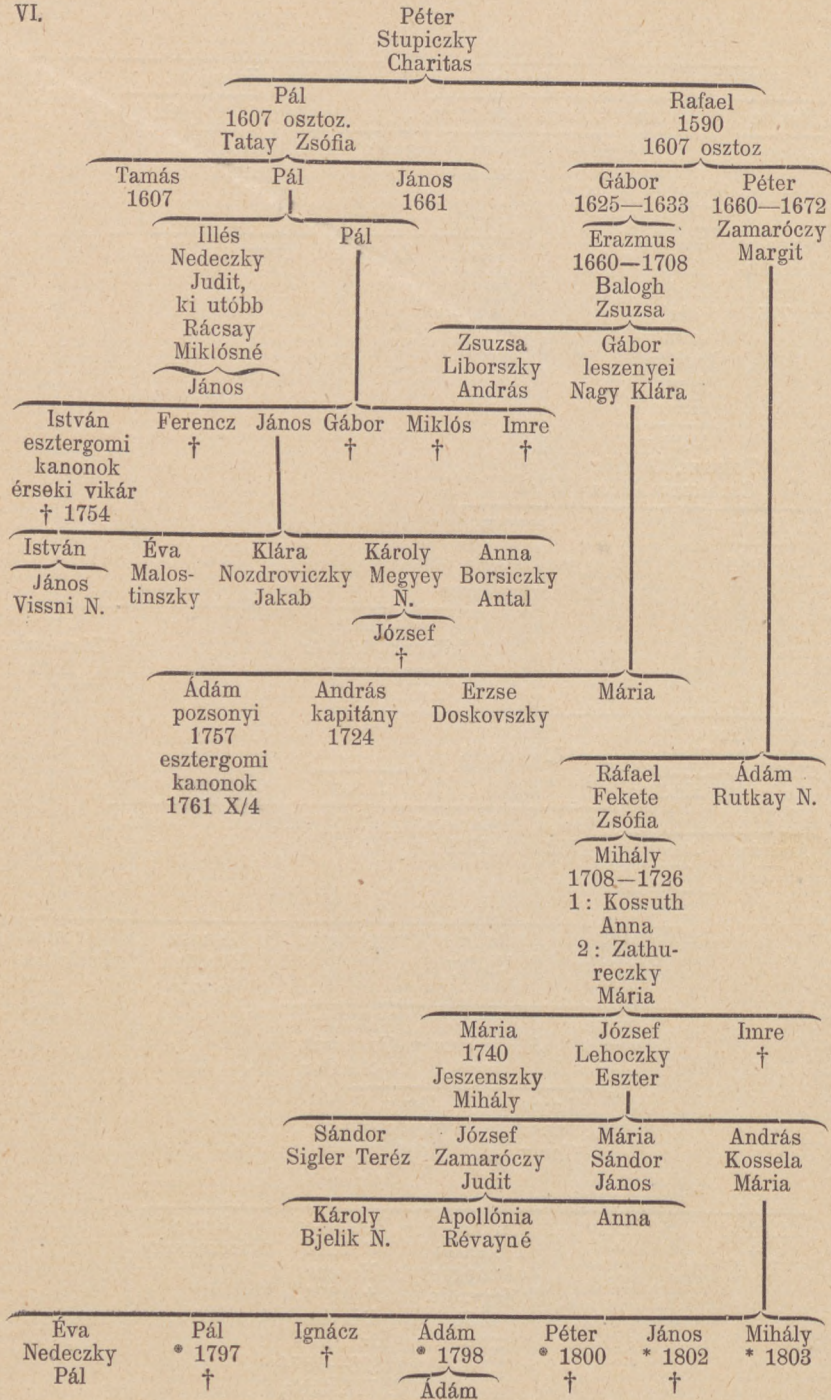 VI.
Péter
Stupiczky
Charitas
Pál
1607 osztoz.
Tatay Zsófia
Rafael
1590
1607 osztoz
Tamás
1607
Pál
János
1661
Gábor
1625—1633
Péter
1660—1672
Zamaróczy
Margit
Illés
Nedeczky
Judit,
ki utóbb
Rácsay
Miklósné
Pál
Erazmus
1660—1708
Balogh
Zsuzsa
János
Zsuzsa
Liborszky
András
Gábor
leszenyei
Nagy Klára
István
esztergomi
kanonok
érseki vikár
† 1754
Ferencz
†
János
Gábor
†
Miklós
†
Imre
†
István
Éva
Malos-
tinszky
Klára
Nozdroviczky
Jakab
Károly
Megyey
N.
Anna
Borsiczky
Antal
János
Vissni N.
József
†
Ádám
pozsonyi
1757
esztergomi
kanonok
1761 X/4
András
kapitány
1724
Erzse
Doskovszky
Mária
Ráfael
Fekete
Zsófia
Ádám
Rutkay N.
Mihály
1708—1726
1: Kossuth
Anna
2: Zathu-
reczky
Mária
Mária
1740
Jeszenszky
Mihály
József
Lehoczky
Eszter
Imre
†
Sándor
Sigler Teréz
József
Zamaróczy
Judit
Mária
Sándor
János
András
Kossela
Mária
Károly
Bjelik N.
Apollónia
Révayné
Anna
Éva
Nedeczky
Pál
Pál
* 1797
†
Ignácz
†
Ádám
* 1798
Péter
* 1800
†
János
* 1802
†
Mihály
* 1803
Ádám